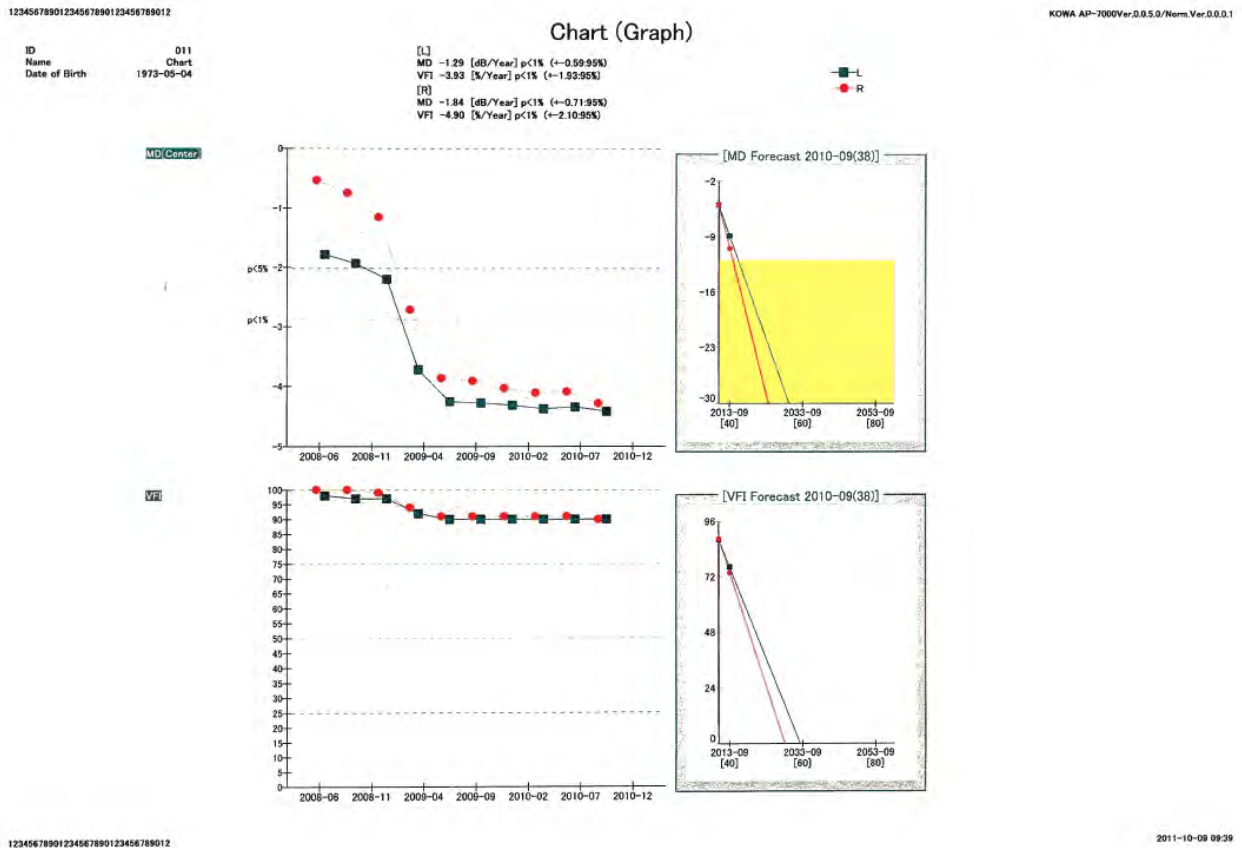 12345678901234567890123456789012
KOWA AP-7000Ver.0.0.5.0/Norm.Ver.0.0.0.1
Chart (Graph)
ID 011
Name Chart
Date of Birth 1973-05-04
[L]
MD -1.29 [dB/Year] p<1% (+-0.59:95%)
VFI -3.93 [%/Year] p<1% (+-1.93:95%)
[R]
MD -1.84 [dB/Year] p<1% (+-0.71:95%)
VFI -4.90 [%/Year] p<1% (+-2.10:95%)
L
R
MD[Center]
0
-1
p<5% -2
p<1%
-3
-4
-5
2008-06 2008-11 2009-04 2009-09 2010-02 2010-07 2010-12
[MD Forecast 2010-09(38)]
-2
-9
-16
-23
-30
2013-09 2033-09 2053-09
[40] [60] [80]
VFI
100
95
90
85
80
75
70
65
60
55
50
45
40
35
30
25
20
15
10
5
0
2008-06 2008-11 2009-04 2009-09 2010-02 2010-07 2010-12
[VFI Forecast 2010-09(38)]
96
72
48
24
0
2013-09 2033-09 2053-09
[40] [60] [80]
12345678901234567890123456789012
2011-10-09 09:39